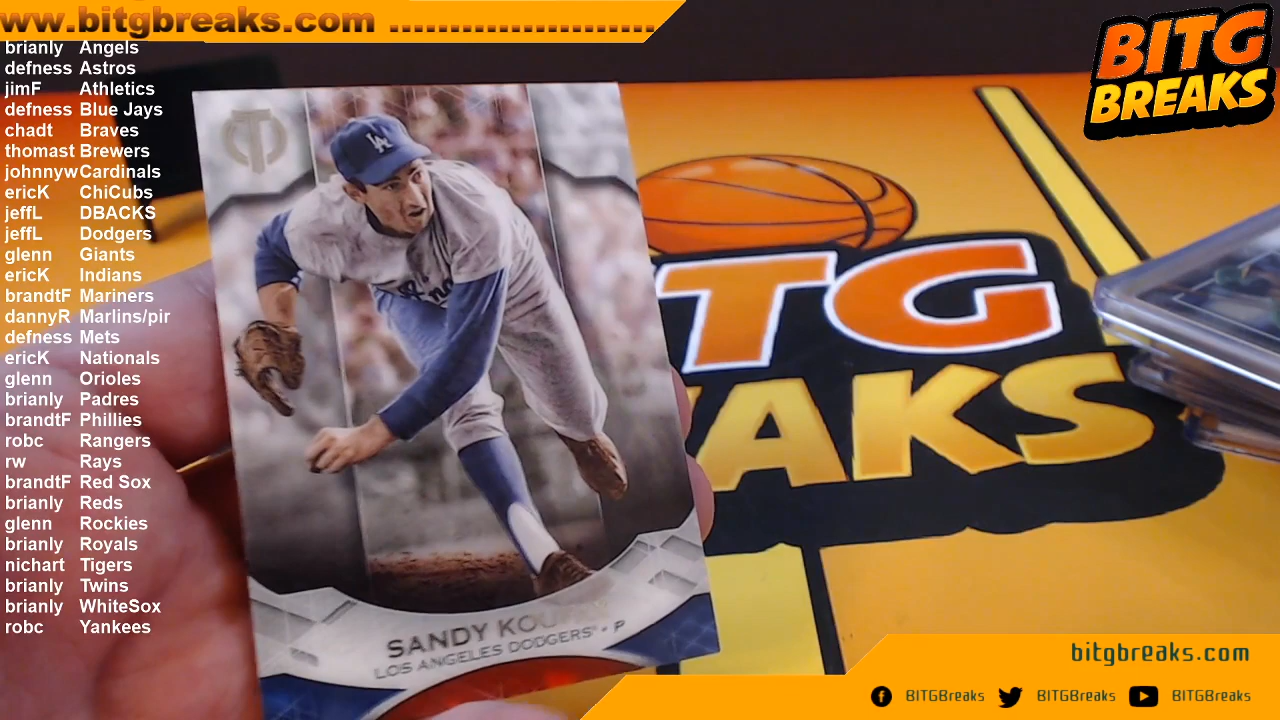 www.bitgbreaks.com ........................
BITG
BREAKS
brianly Angels
defness Astros
jimF Athletics
defness Blue Jays
chadt Braves
thomast Brewers
johnnyw Cardinals
ericK ChiCubs
jeffL DBACKS
jeffL Dodgers
glenn Giants
ericK Indians
brandtF Mariners
dannyR Marlins/pir
defness Mets
ericK Nationals
glenn Orioles
brianly Padres
brandtF Phillies
robc Rangers
rw Rays
brandtF Red Sox
brianly Reds
glenn Rockies
brianly Royals
nichart Tigers
brianly Twins
brianly WhiteSox
robc Yankees
LA
TG
AKS
SANDY
LOS ANGELES DODGERS • P
bitgbreaks.com
BITGBreaks BITGBreaks BITGBreaks